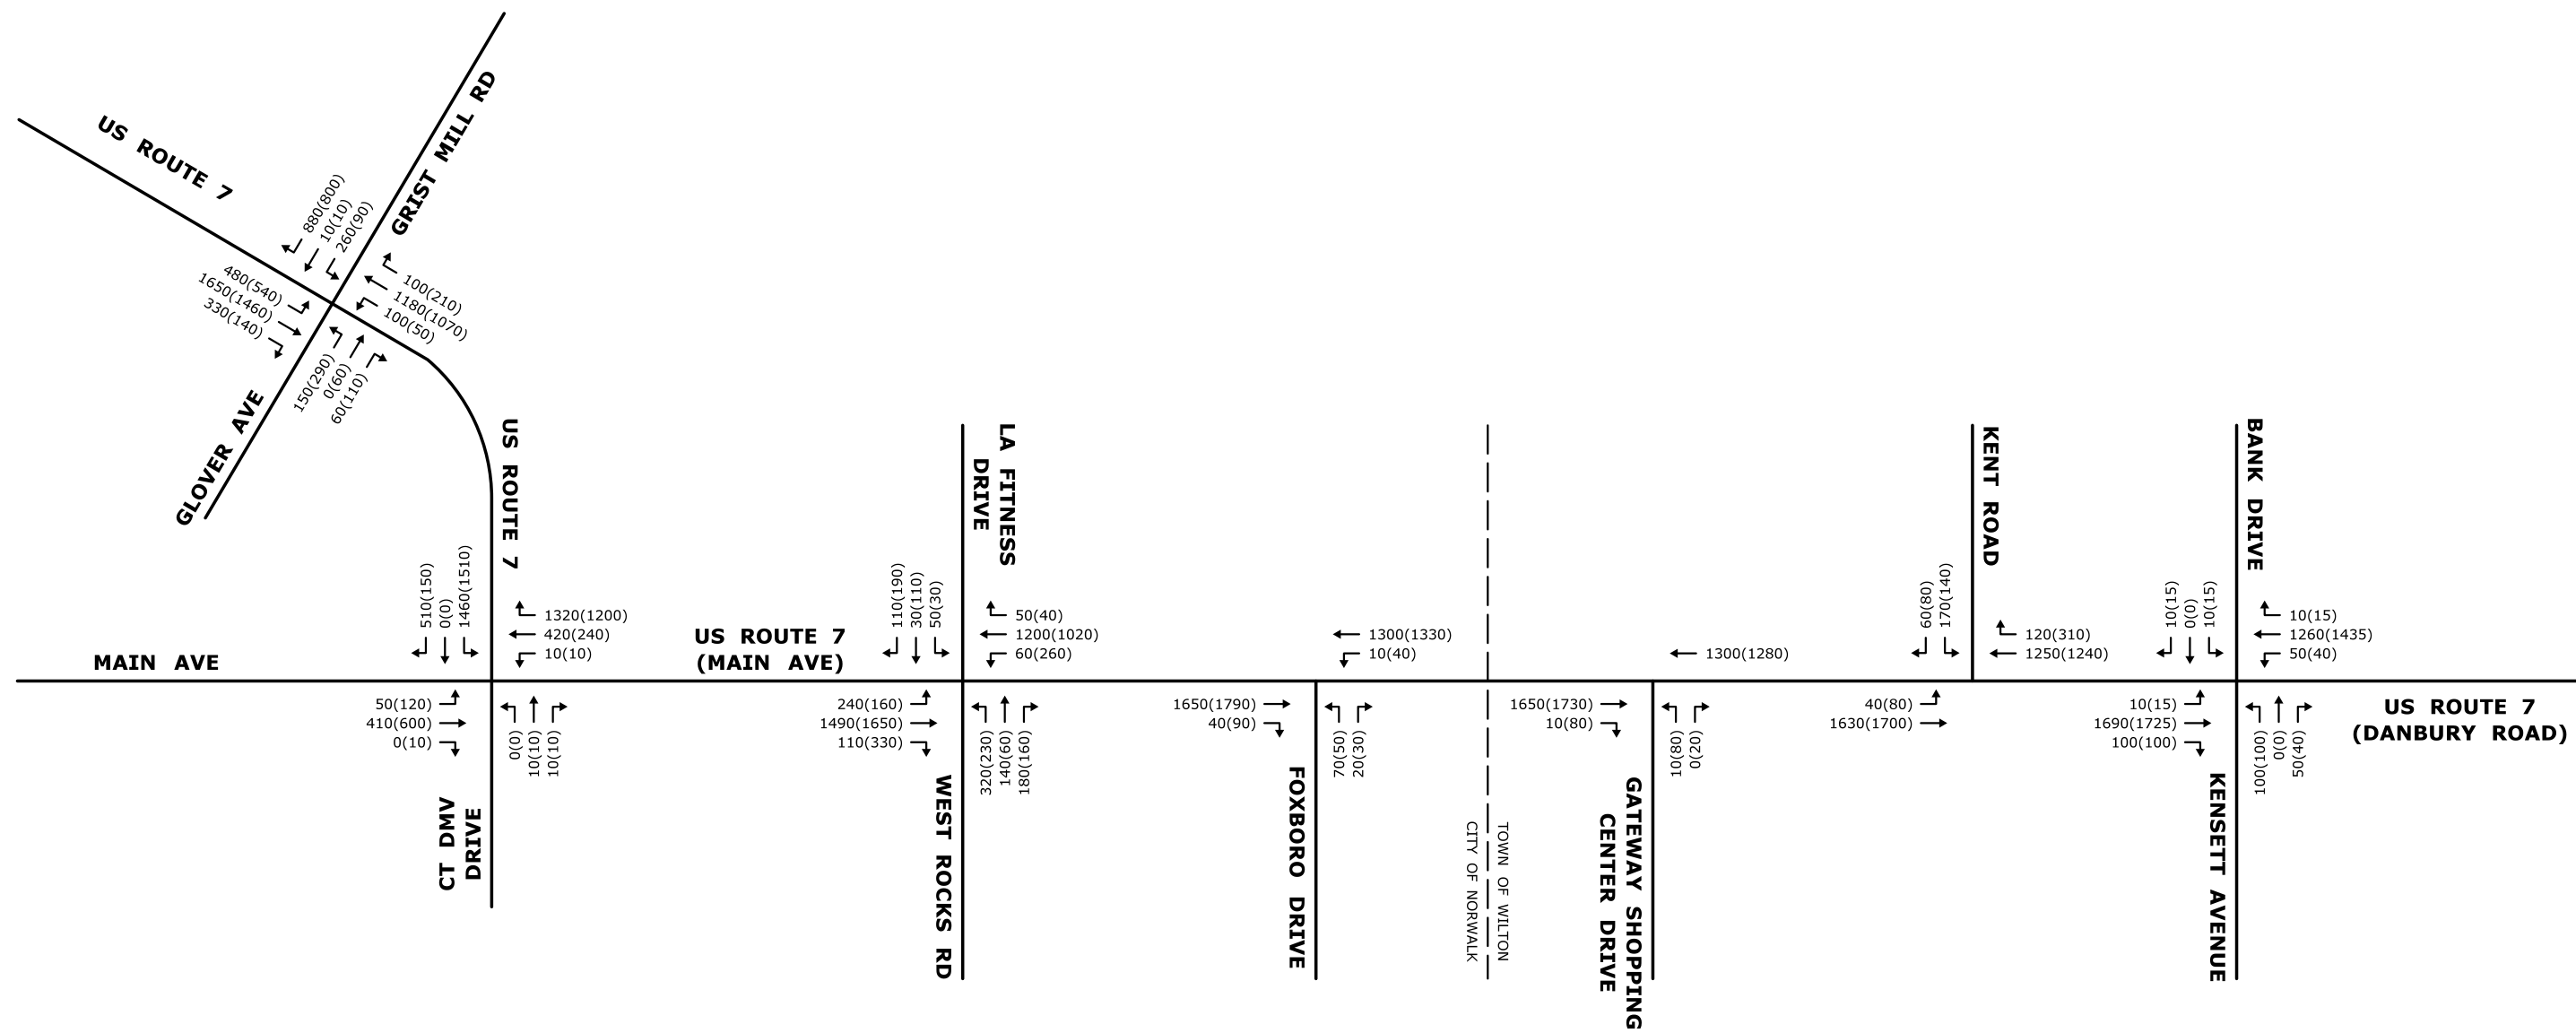 US ROUTE 7
GRIST MILL RD
880(800)
10(10)
260(90)
480(540)
1650(1460)
330(140)
100(210)
1180(1070)
100(50)
150(290)
0(60)
60(110)
GLOVER AVE
US ROUTE 7
510(150)
0(0)
1460(1510)
1320(1200)
420(240)
10(10)
MAIN AVE
50(120)
410(600)
0(10)
0(0)
10(10)
10(10)
CT DMV
DRIVE
US ROUTE 7
(MAIN AVE)
LA FITNESS
DRIVE
110(190)
30(110)
50(30)
50(40)
1200(1020)
60(260)
240(160)
1490(1650)
110(330)
320(230)
140(60)
180(160)
WEST ROCKS RD
1300(1330)
10(40)
1650(1790)
40(90)
70(50)
20(30)
FOXBORO DRIVE
TOWN OF WILTON
CITY OF NORWALK
1300(1280)
1650(1730)
10(80)
10(80)
0(20)
GATEWAY SHOPPING
CENTER DRIVE
KENT ROAD
60(80)
170(140)
120(310)
1250(1240)
40(80)
1630(1700)
BANK DRIVE
10(15)
0(0)
10(15)
10(15)
1260(1435)
50(40)
10(15)
1690(1725)
100(100)
100(100)
0(0)
50(40)
KENSETT AVENUE
US ROUTE 7
(DANBURY ROAD)